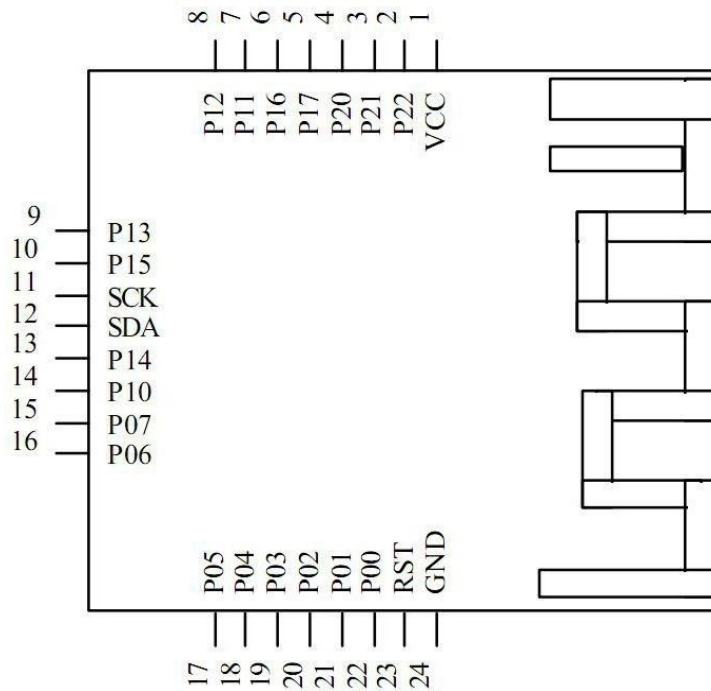 8 7 6 5 4 3 2 1
P12 P11 P16 P17 P20 P21 P22 VCC
9 P13
10 P15
11 SCK
12 SDA
13 P14
14 P10
15 P07
16 P06
P05 P04 P03 P02 P01 P00 RST GND
17 18 19 20 21 22 23 24